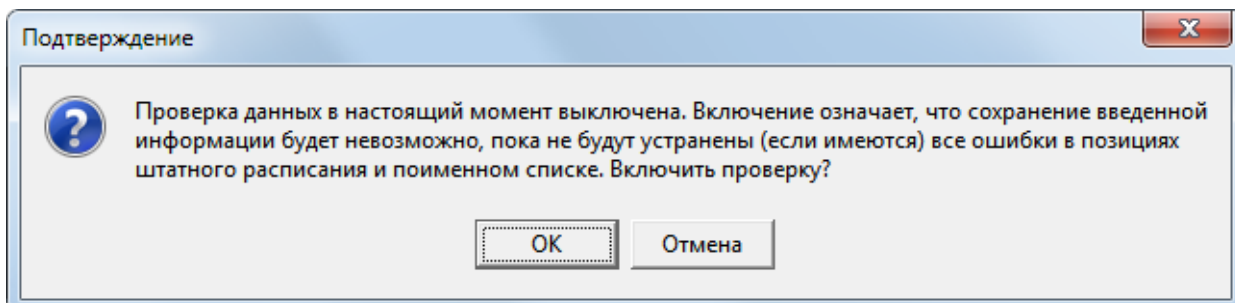 Подтверждение
Проверка данных в настоящий момент выключена. Включение означает, что сохранение введенной
информации будет невозможно, пока не будут устранены (если имеются) все ошибки в позициях
штатного расписания и поименном списке. Включить проверку?
ОК
Отмена